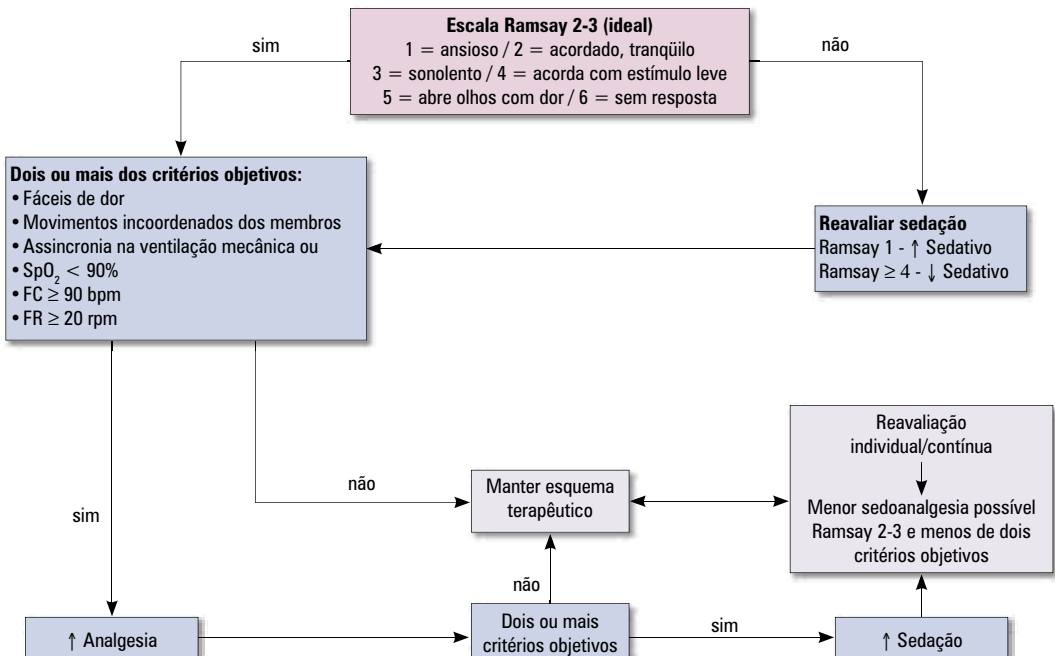 Escala Ramsay 2-3 (ideal)
1 = ansioso / 2 = acordado, tranqüilo
3 = sonolento / 4 = acorda com estímulo leve
5 = abre olhos com dor / 6 = sem resposta
sim
não
Dois ou mais dos critérios objetivos:
• Fáceis de dor
• Movimentos incoordenados dos membros
• Assincronia na ventilação mecânica ou
• SpO₂ < 90%
• FC ≥ 90 bpm
• FR ≥ 20 rpm
Reavaliar sedação
Ramsay 1 - ↑ Sedativo
Ramsay ≥ 4 - ↓ Sedativo
sim
não
Manter esquema
terapêutico
Reavaliação
individual/contínua
Menor sedoanalgesia possível
Ramsay 2-3 e menos de dois
critérios objetivos
não
↑ Analgesia
Dois ou mais
critérios objetivos
sim
↑ Sedação